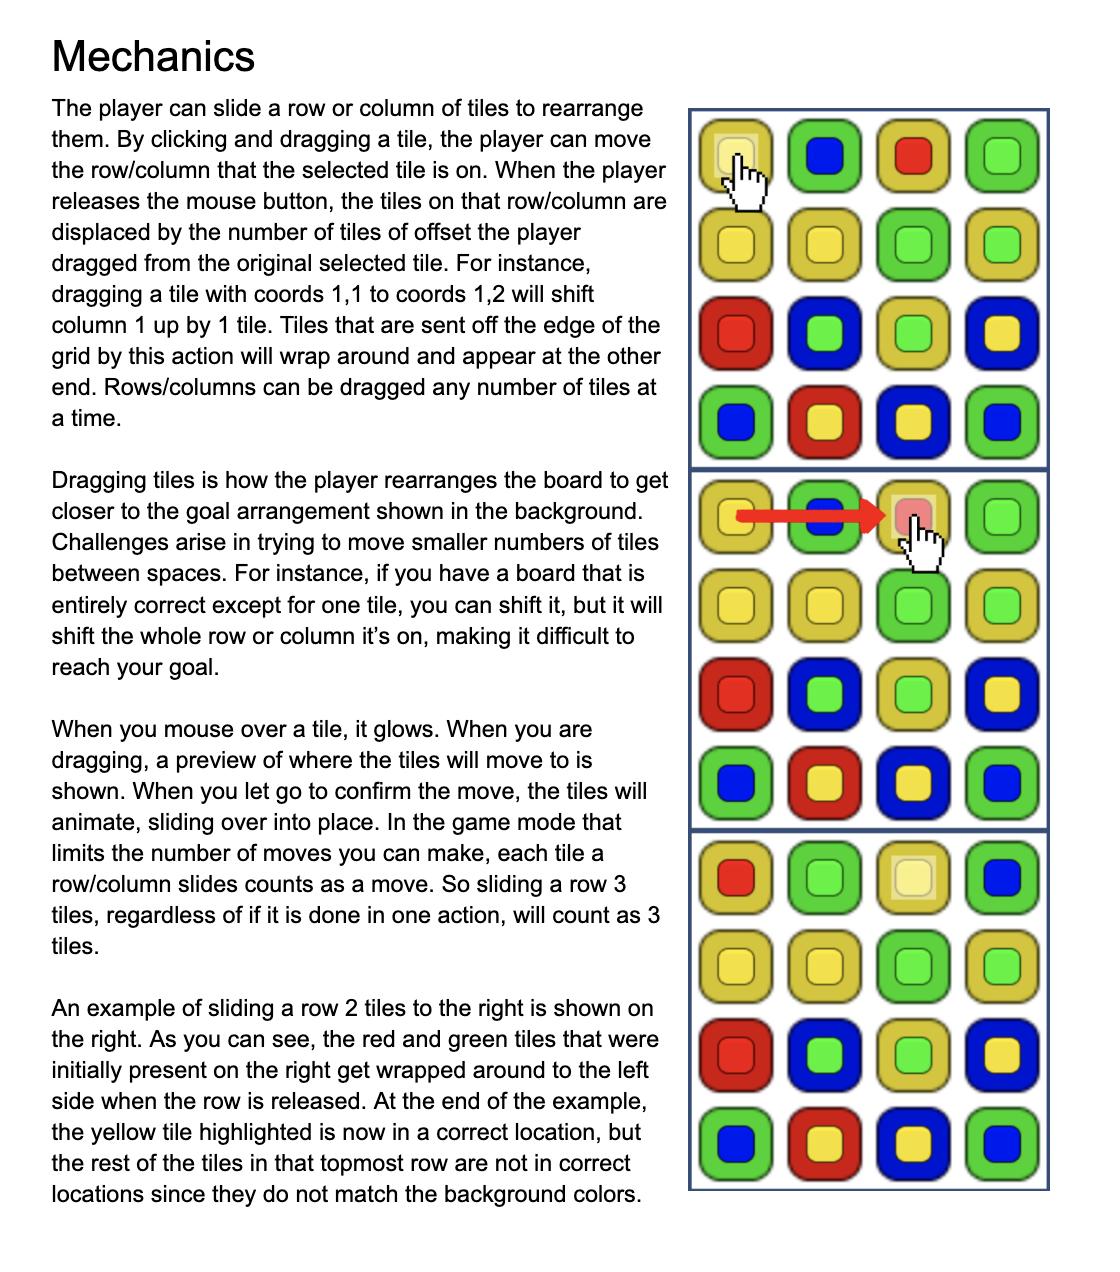 Mechanics
The player can slide a row or column of tiles to rearrange
them. By clicking and dragging a tile, the player can move
the row/column that the selected tile is on. When the player
releases the mouse button, the tiles on that row/column are
displaced by the number of tiles of offset the player
dragged from the original selected tile. For instance,
dragging a tile with coords 1,1 to coords 1,2 will shift
column 1 up by 1 tile. Tiles that are sent off the edge of the
grid by this action will wrap around and appear at the other
end. Rows/columns can be dragged any number of tiles at
a time.
Dragging tiles is how the player rearranges the board to get
closer to the goal arrangement shown in the background.
Challenges arise in trying to move smaller numbers of tiles
between spaces. For instance, if you have a board that is
entirely correct except for one tile, you can shift it, but it will
shift the whole row or column it’s on, making it difficult to
reach your goal.
When you mouse over a tile, it glows. When you are
dragging, a preview of where the tiles will move to is
shown. When you let go to confirm the move, the tiles will
animate, sliding over into place. In the game mode that
limits the number of moves you can make, each tile a
row/column slides counts as a move. So sliding a row 3
tiles, regardless of if it is done in one action, will count as 3
tiles.
An example of sliding a row 2 tiles to the right is shown on
the right. As you can see, the red and green tiles that were
initially present on the right get wrapped around to the left
side when the row is released. At the end of the example,
the yellow tile highlighted is now in a correct location, but
the rest of the tiles in that topmost row are not in correct
locations since they do not match the background colors.